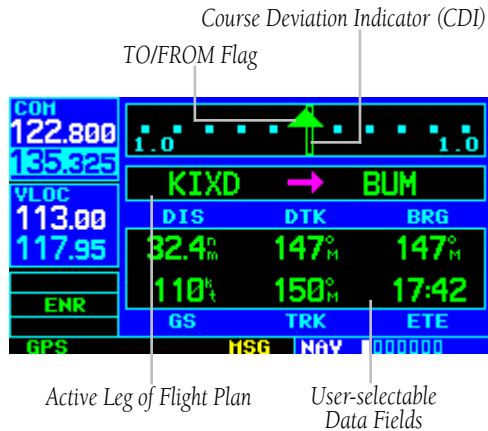 Course Deviation Indicator (CDI)
TO/FROM Flag
COM
122.800
135.325
1.0 1.0
KIXD → BUM
VLOC
113.00
117.95
DIS DTK BRG
32.4nm 147°M 147°M
110kt 150°M 17:42
ENR
GS TRK ETE
GPS MSG NAV
Active Leg of Flight Plan
User-selectable
Data Fields